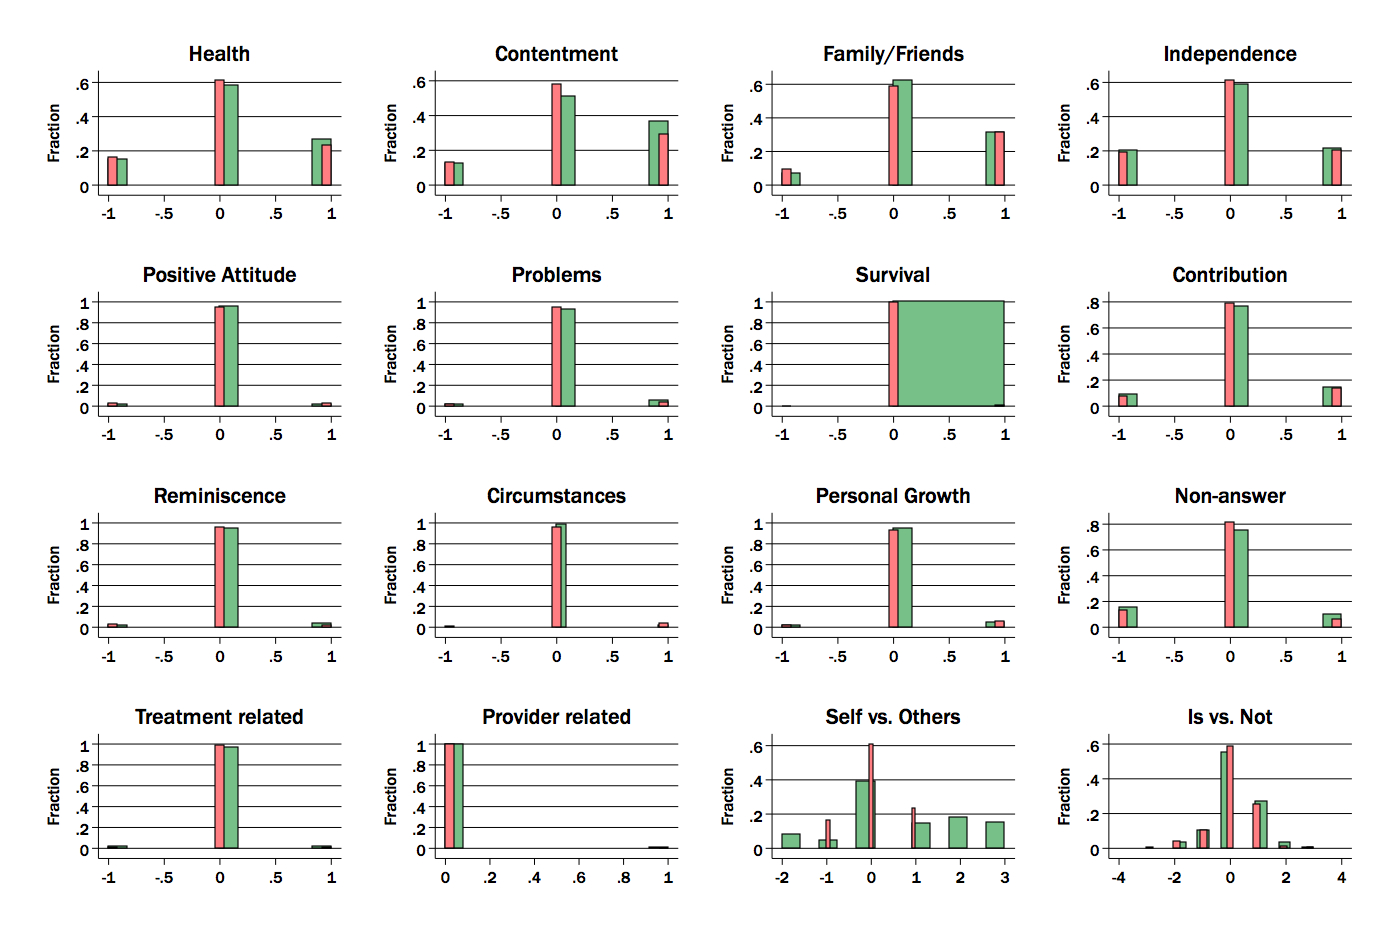 Health
Contentment
Family/Friends
Independence
Fraction
.6
.4
.2
0
-1 -.5 0 .5 1
Fraction
.6
.4
.2
0
-1 -.5 0 .5 1
Fraction
.6
.4
.2
0
-1 -.5 0 .5 1
Fraction
.6
.4
.2
0
-1 -.5 0 .5 1
Positive Attitude
Problems
Survival
Contribution
Fraction
1
.8
.6
.4
.2
0
-1 -.5 0 .5 1
Fraction
1
.8
.6
.4
.2
0
-1 -.5 0 .5 1
Fraction
1
.8
.6
.4
.2
0
-1 -.5 0 .5 1
Fraction
.8
.6
.4
.2
0
-1 -.5 0 .5 1
Reminiscence
Circumstances
Personal Growth
Non-answer
Fraction
1
.8
.6
.4
.2
0
-1 -.5 0 .5 1
Fraction
1
.8
.6
.4
.2
0
-1 -.5 0 .5 1
Fraction
1
.8
.6
.4
.2
0
-1 -.5 0 .5 1
Fraction
.8
.6
.4
.2
0
-1 -.5 0 .5 1
Treatment related
Provider related
Self vs. Others
Is vs. Not
Fraction
1
.8
.6
.4
.2
0
-1 -.5 0 .5 1
Fraction
1
.8
.6
.4
.2
0
0 .2 .4 .6 .8 1
Fraction
.6
.4
.2
0
-2 -1 0 1 2 3
Fraction
.6
.4
.2
0
-4 -2 0 2 4